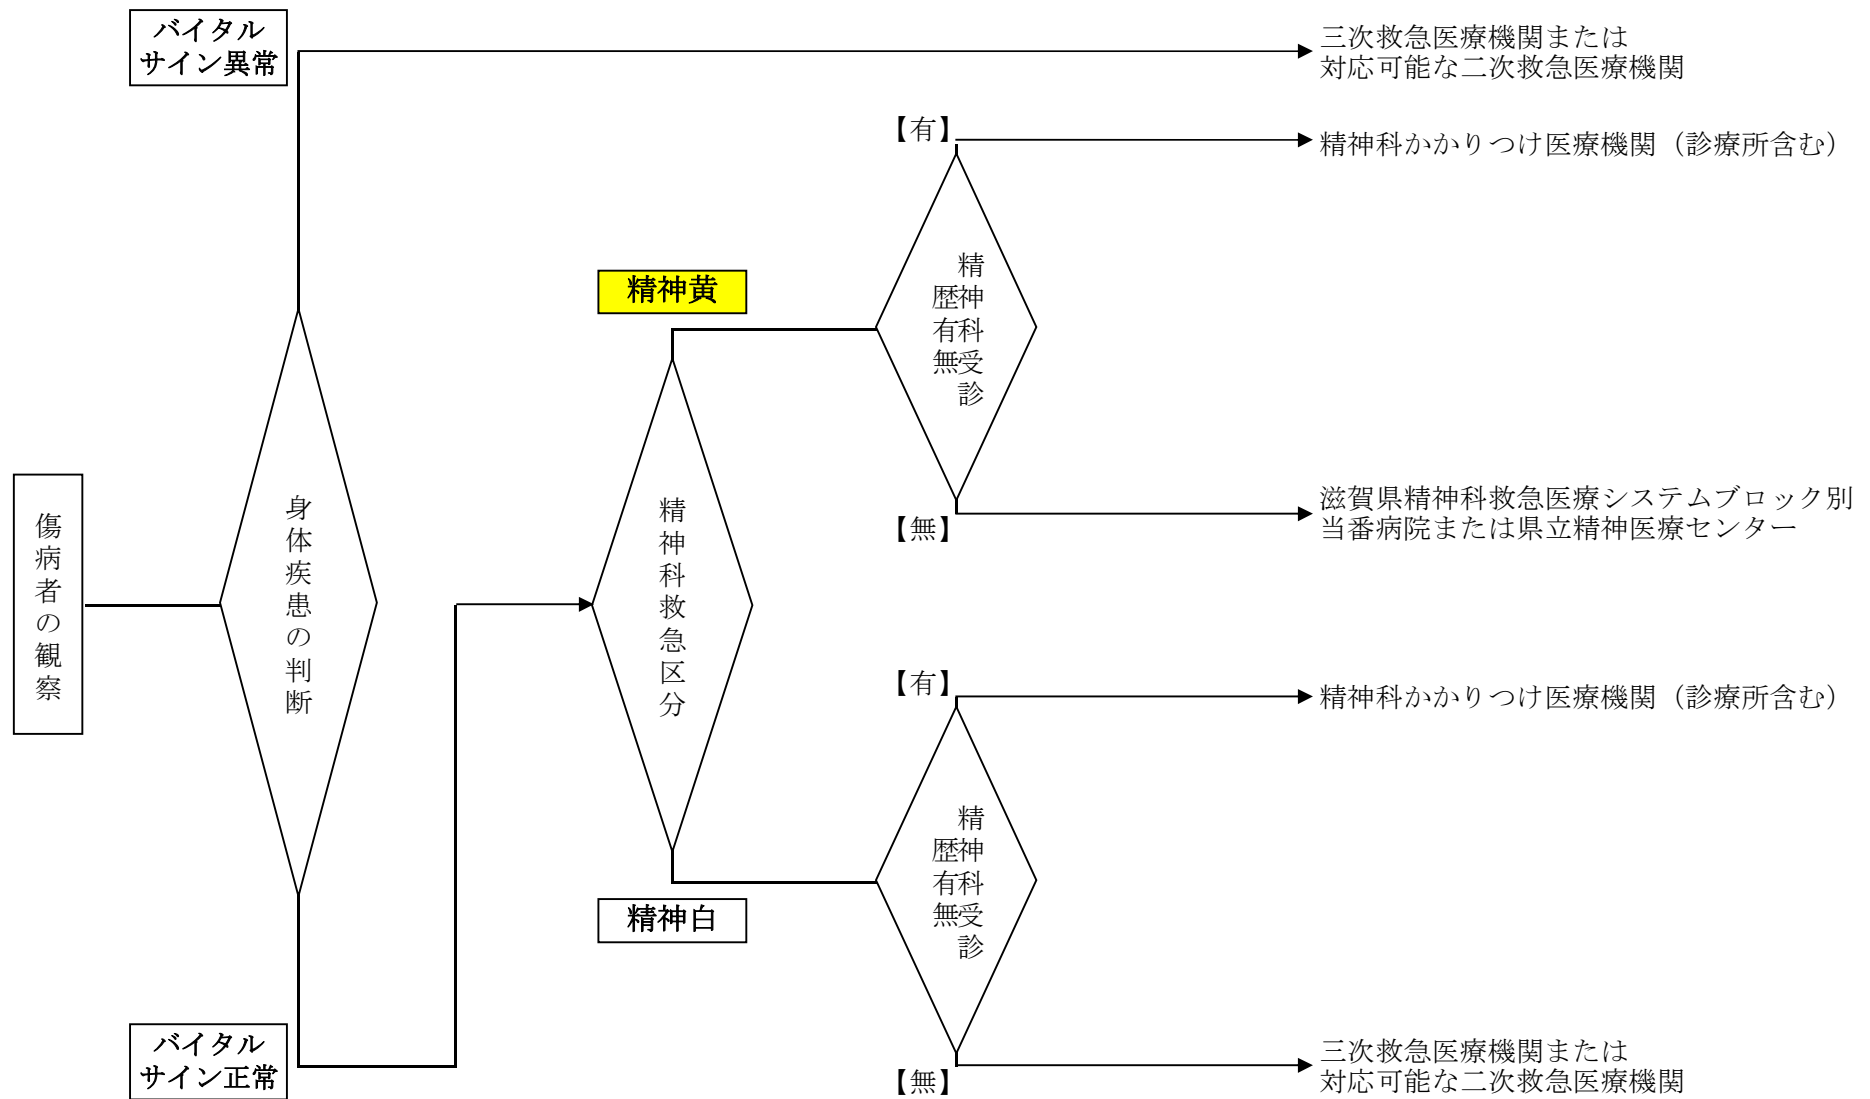 バイタル
サイン異常
三次救急医療機関または
対応可能な二次救急医療機関
【有】
精神科かかりつけ医療機関（診療所含む）
精神黄
精神科受診
歴有無
【無】
滋賀県精神科救急医療システムブロック別
当番病院または県立精神医療センター
傷病者の観察
身体疾患の判断
精神科救急区分
【有】
精神科かかりつけ医療機関（診療所含む）
精神科受診
歴有無
精神白
【無】
三次救急医療機関または
対応可能な二次救急医療機関
バイタル
サイン正常